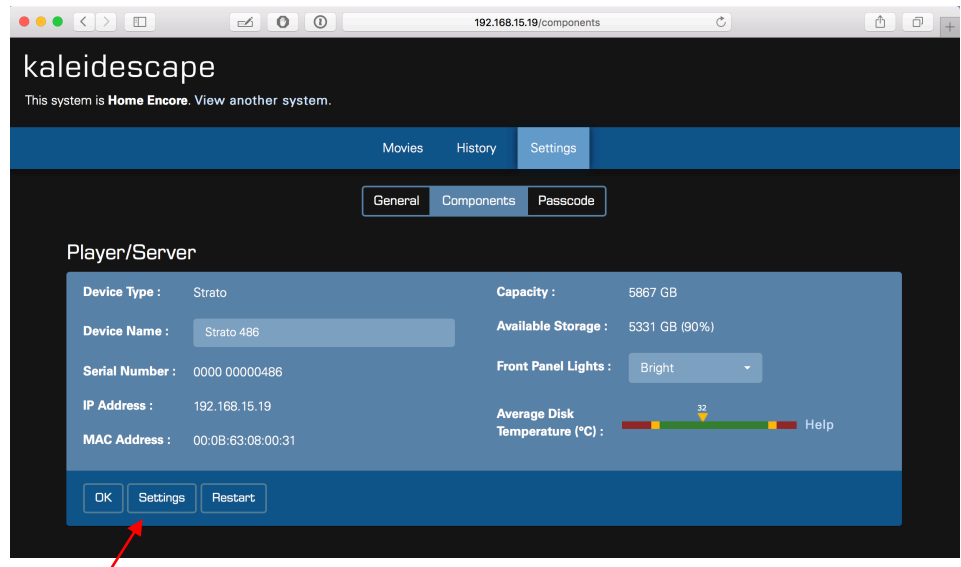 192.168.15.19/components
kaleidescape
This system is Home Encore. View another system.
Movies History Settings
General Components Passcode
Player/Server
Device Type : Strato
Device Name : Strato 486
Serial Number : 0000 00000486
IP Address : 192.168.15.19
MAC Address : 00:0B:63:08:00:31
Capacity : 5867 GB
Available Storage : 5331 GB (90%)
Front Panel Lights : Bright
32
Average Disk
Temperature (ºC) : Help
OK Settings Restart